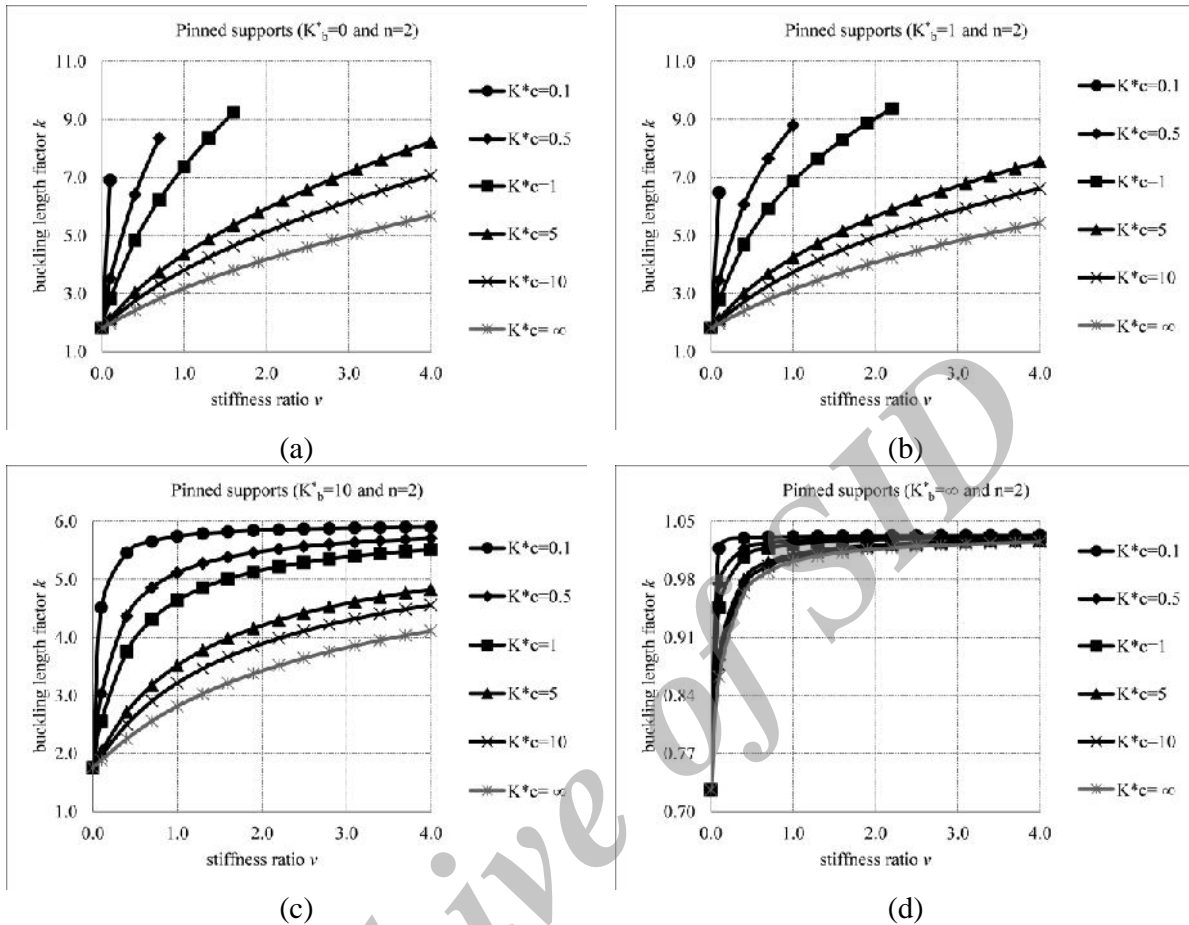 Pinned supports (K*b=0 and n=2)
buckling length factor k
11.0
9.0
7.0
5.0
3.0
1.0
0.0 1.0 2.0 3.0 4.0
stiffness ratio ν
K*c=0.1
K*c=0.5
K*c=1
K*c=5
K*c=10
K*c= ∞
(a)
Pinned supports (K*b=1 and n=2)
buckling length factor k
11.0
9.0
7.0
5.0
3.0
1.0
0.0 1.0 2.0 3.0 4.0
stiffness ratio ν
K*c=0.1
K*c=0.5
K*c=1
K*c=5
K*c=10
K*c= ∞
(b)
Pinned supports (K*b=10 and n=2)
buckling length factor k
6.0
5.0
4.0
3.0
2.0
1.0
0.0 1.0 2.0 3.0 4.0
stiffness ratio ν
K*c=0.1
K*c=0.5
K*c=1
K*c=5
K*c=10
K*c= ∞
(c)
Pinned supports (K*b=∞ and n=2)
buckling length factor k
1.05
0.98
0.91
0.84
0.77
0.70
0.0 1.0 2.0 3.0 4.0
stiffness ratio ν
K*c=0.1
K*c=0.5
K*c=1
K*c=5
K*c=10
K*c= ∞
(d)
ive of SID